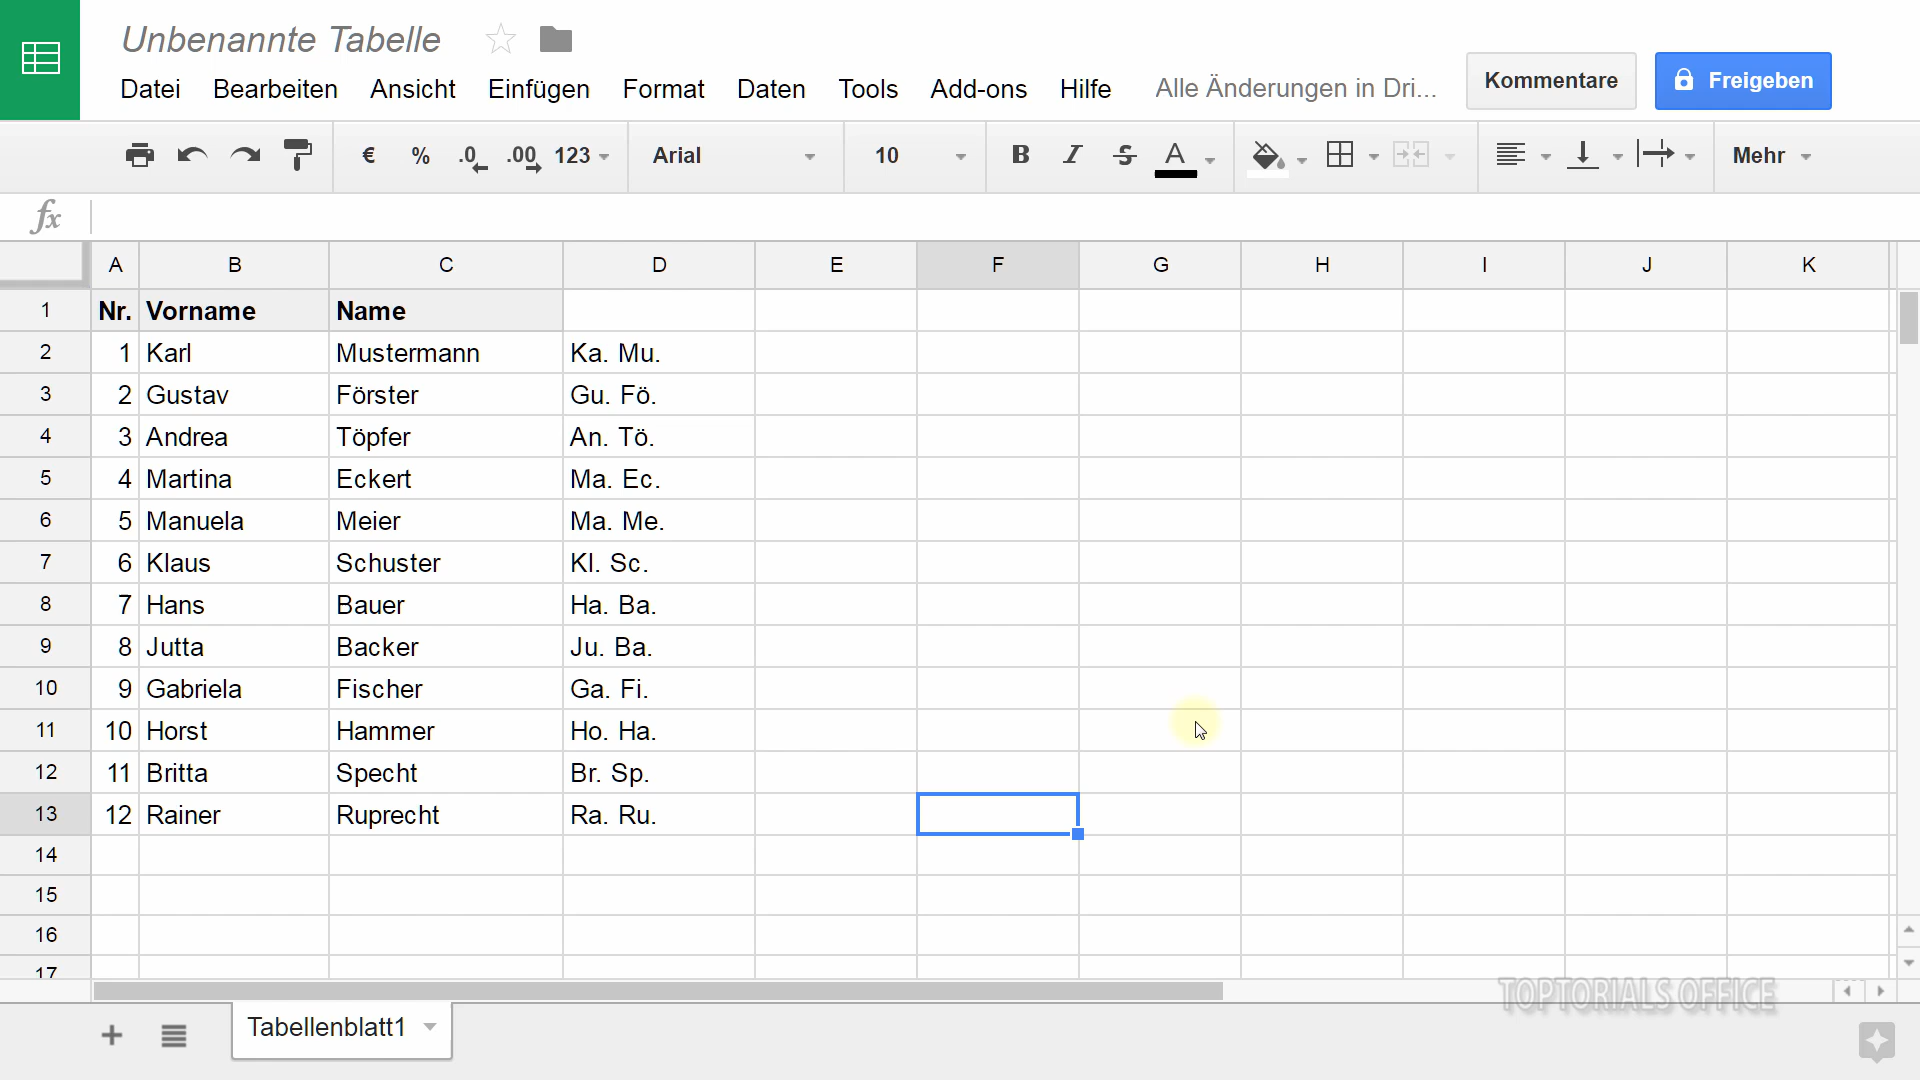 Unbenannte Tabelle
Datei Bearbeiten Ansicht Einfügen Format Daten Tools Add-ons Hilfe Alle Änderungen in Dri... Kommentare Freigeben
€ % .0 .00 123 Arial 10 B I S A Mehr
fx
A B C D E F G H I J K
1 Nr. Vorname Name
2 1 Karl Mustermann Ka. Mu.
3 2 Gustav Förster Gu. Fö.
4 3 Andrea Töpfer An. Tö.
5 4 Martina Eckert Ma. Ec.
6 5 Manuela Meier Ma. Me.
7 6 Klaus Schuster Kl. Sc.
8 7 Hans Bauer Ha. Ba.
9 8 Jutta Backer Ju. Ba.
10 9 Gabriela Fischer Ga. Fi.
11 10 Horst Hammer Ho. Ha.
12 11 Britta Specht Br. Sp.
13 12 Rainer Ruprecht Ra. Ru.
14
15
16
17
TOPTORIALS OFFICE
Tabellenblatt1